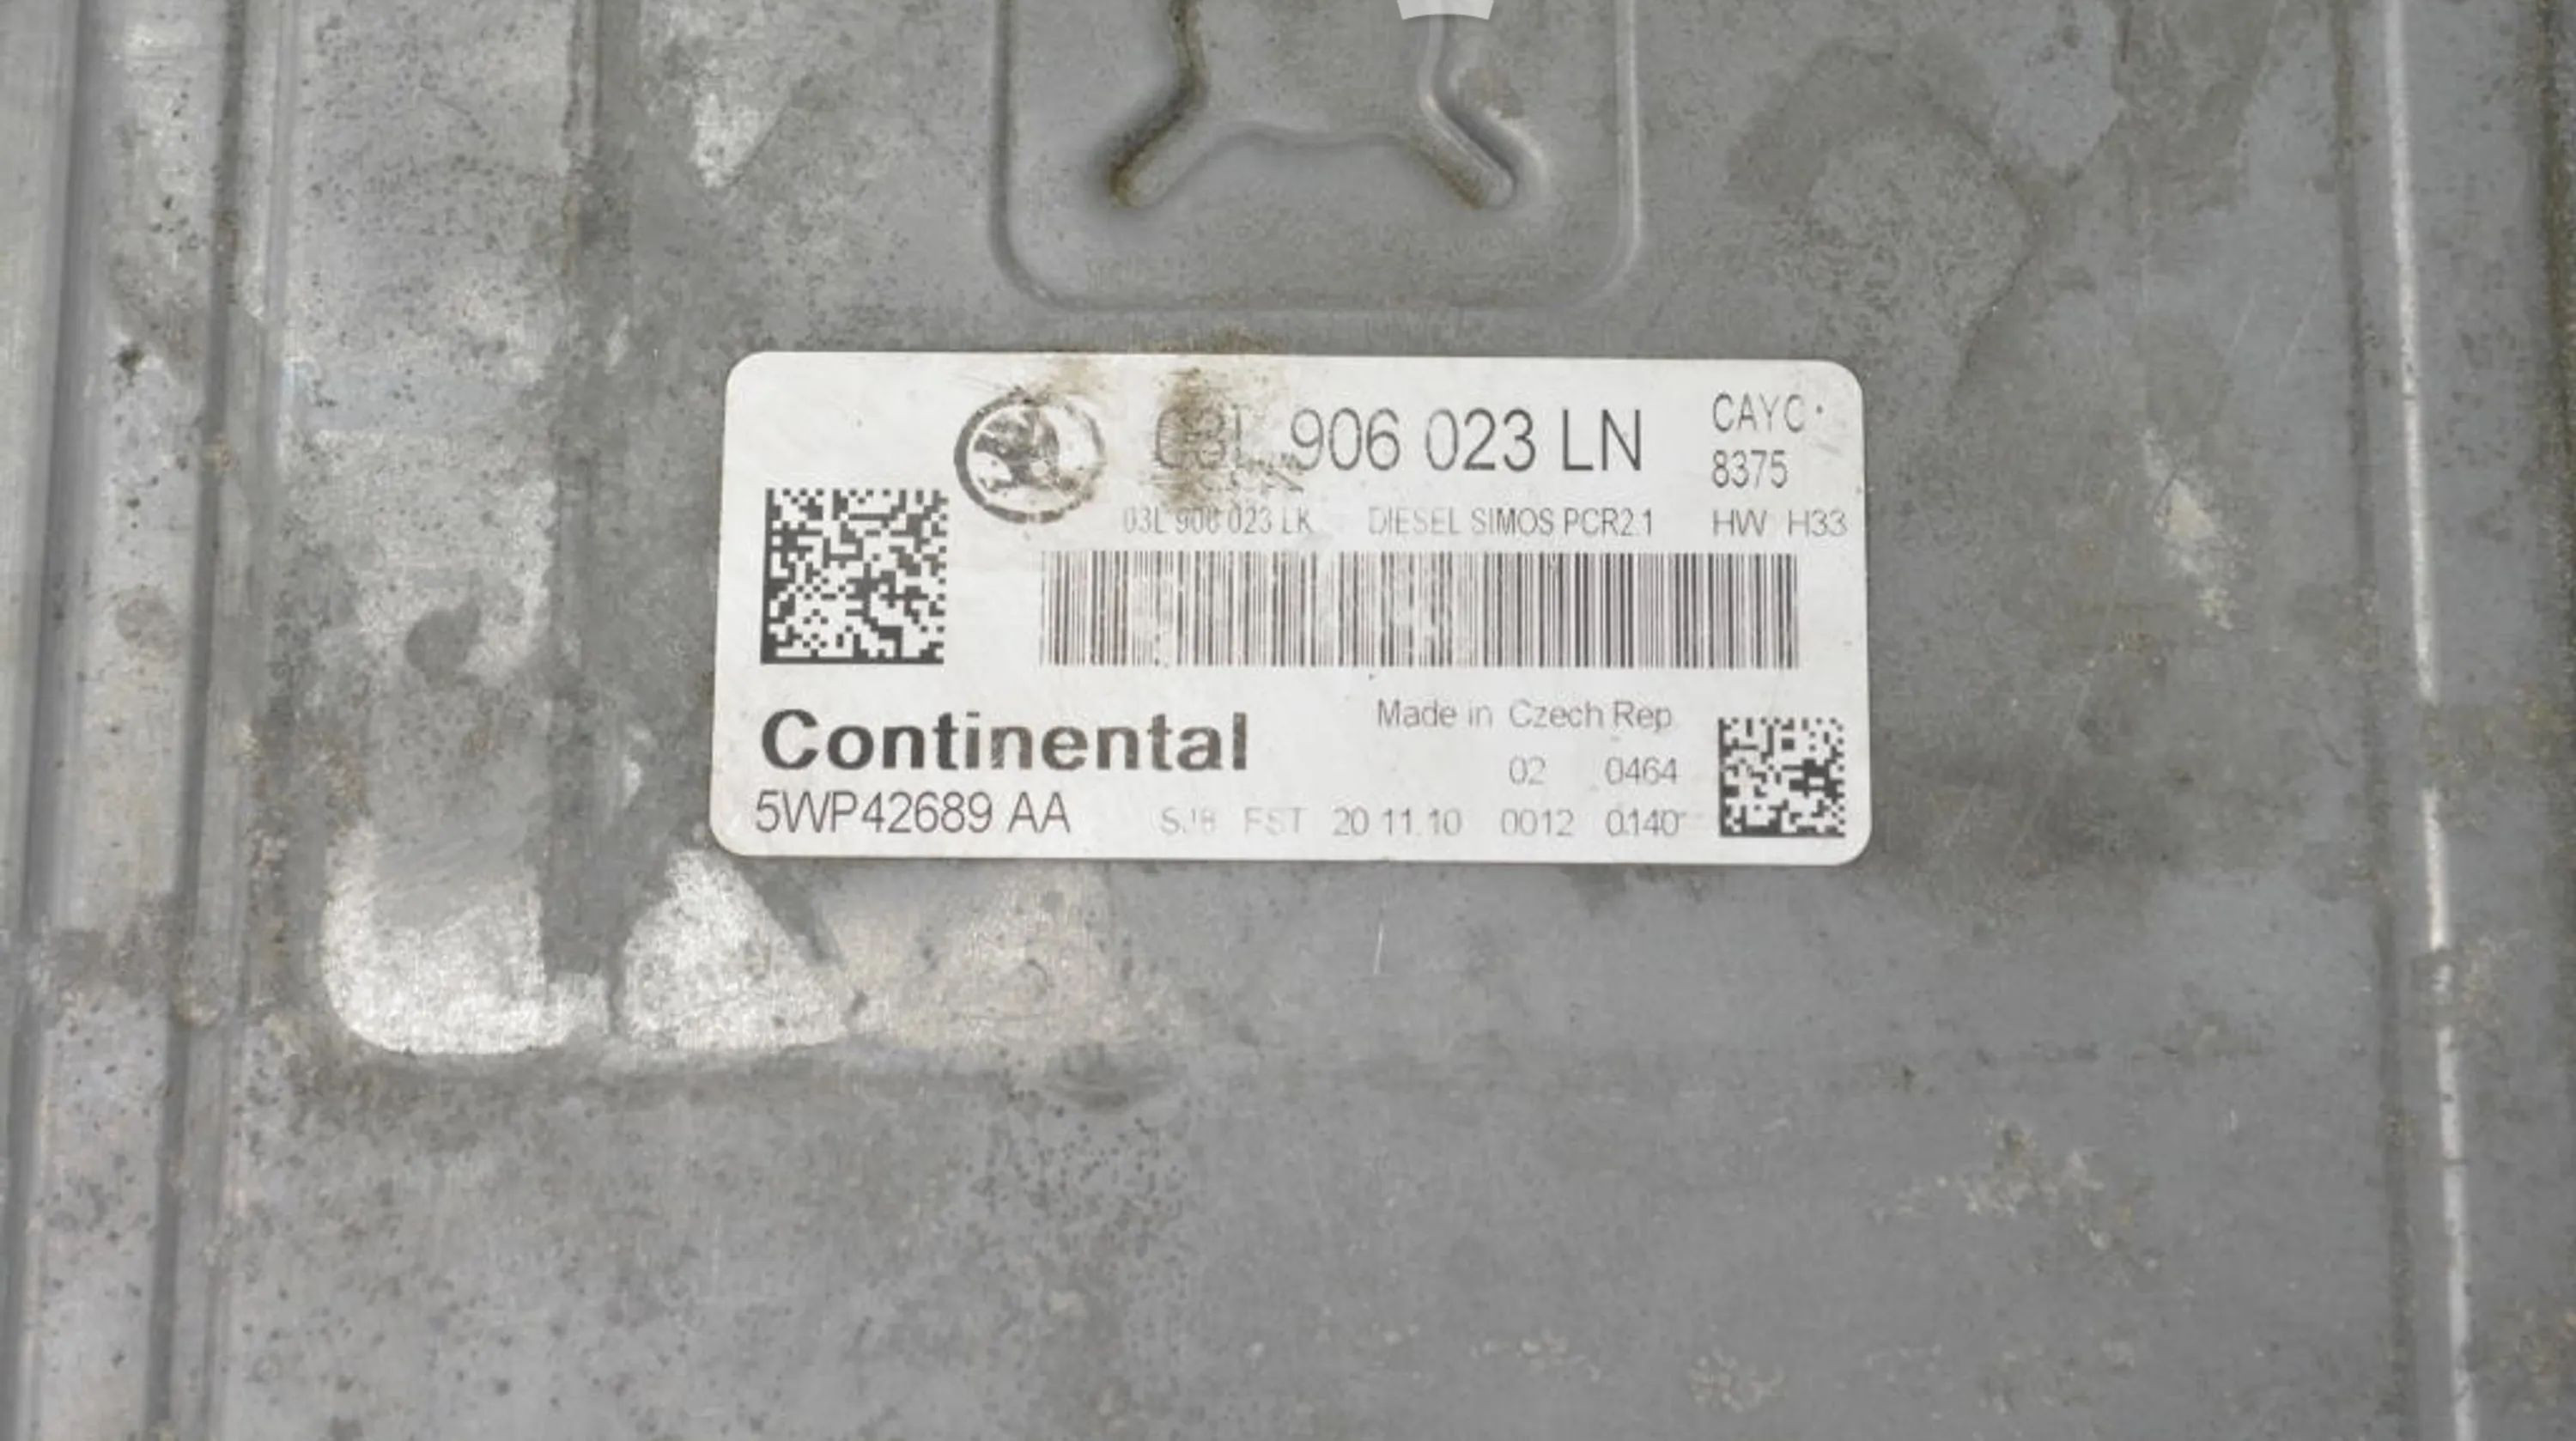 03L 906 023 LN
CAYC
8375
03L 906 023 LK DIESEL SIMOS PCR2.1 HW H33
Continental
Made in Czech Rep
02 0464
5WP42689 AA
FST 20 11 10 0012 0140